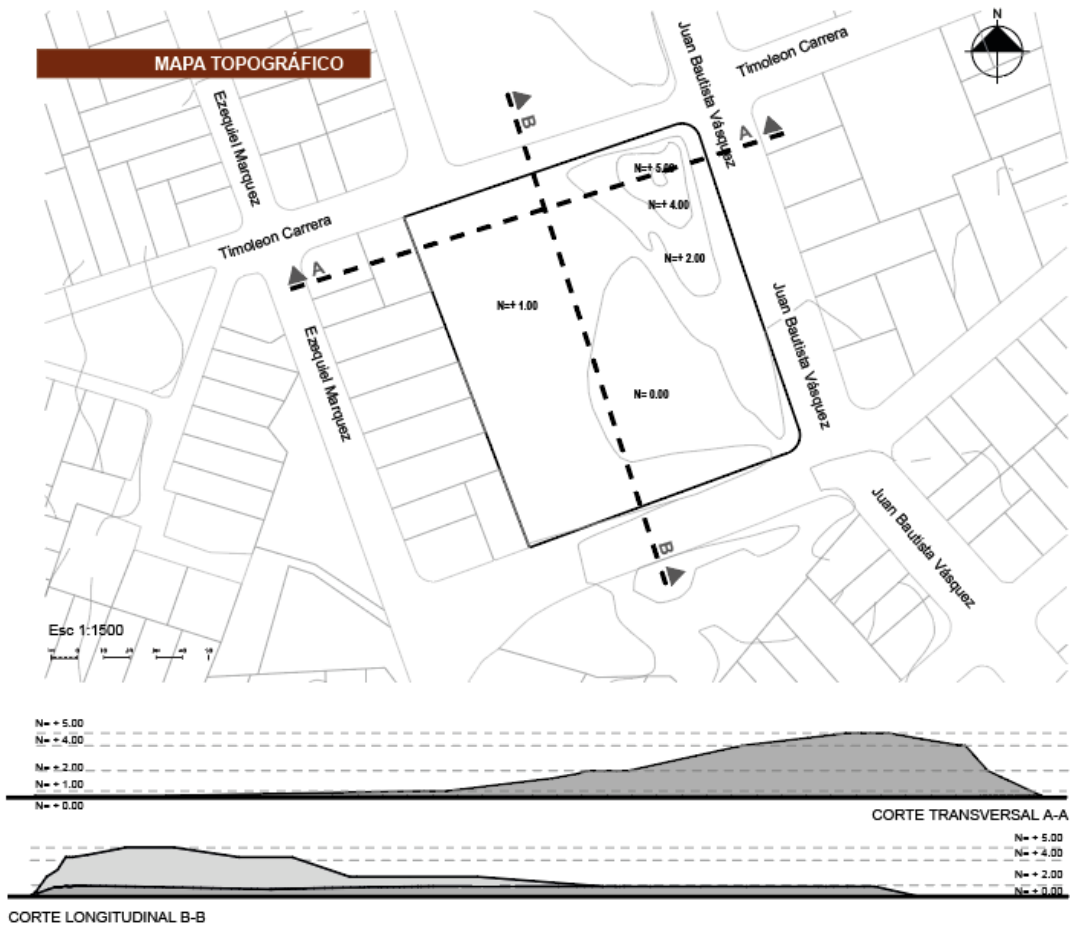 MAPA TOPOGRÁFICO
N
Juan Bautista Vásquez
Timoleon Carrera
Ezequiel Marquez
B
A
N=+ 5.00
N=+ 4.00
Timoleon Carrera
A
N=+ 2.00
N=+ 1.00
Juan Bautista Vásquez
Ezequiel Marquez
N= 0.00
Juan Bautista Vásquez
B
Esc 1:1500
N= + 5.00
N= + 4.00
N= + 2.00
N= + 1.00
N= + 0.00
CORTE TRANSVERSAL A-A
N= + 5.00
N= + 4.00
N= + 2.00
N= + 0.00
CORTE LONGITUDINAL B-B